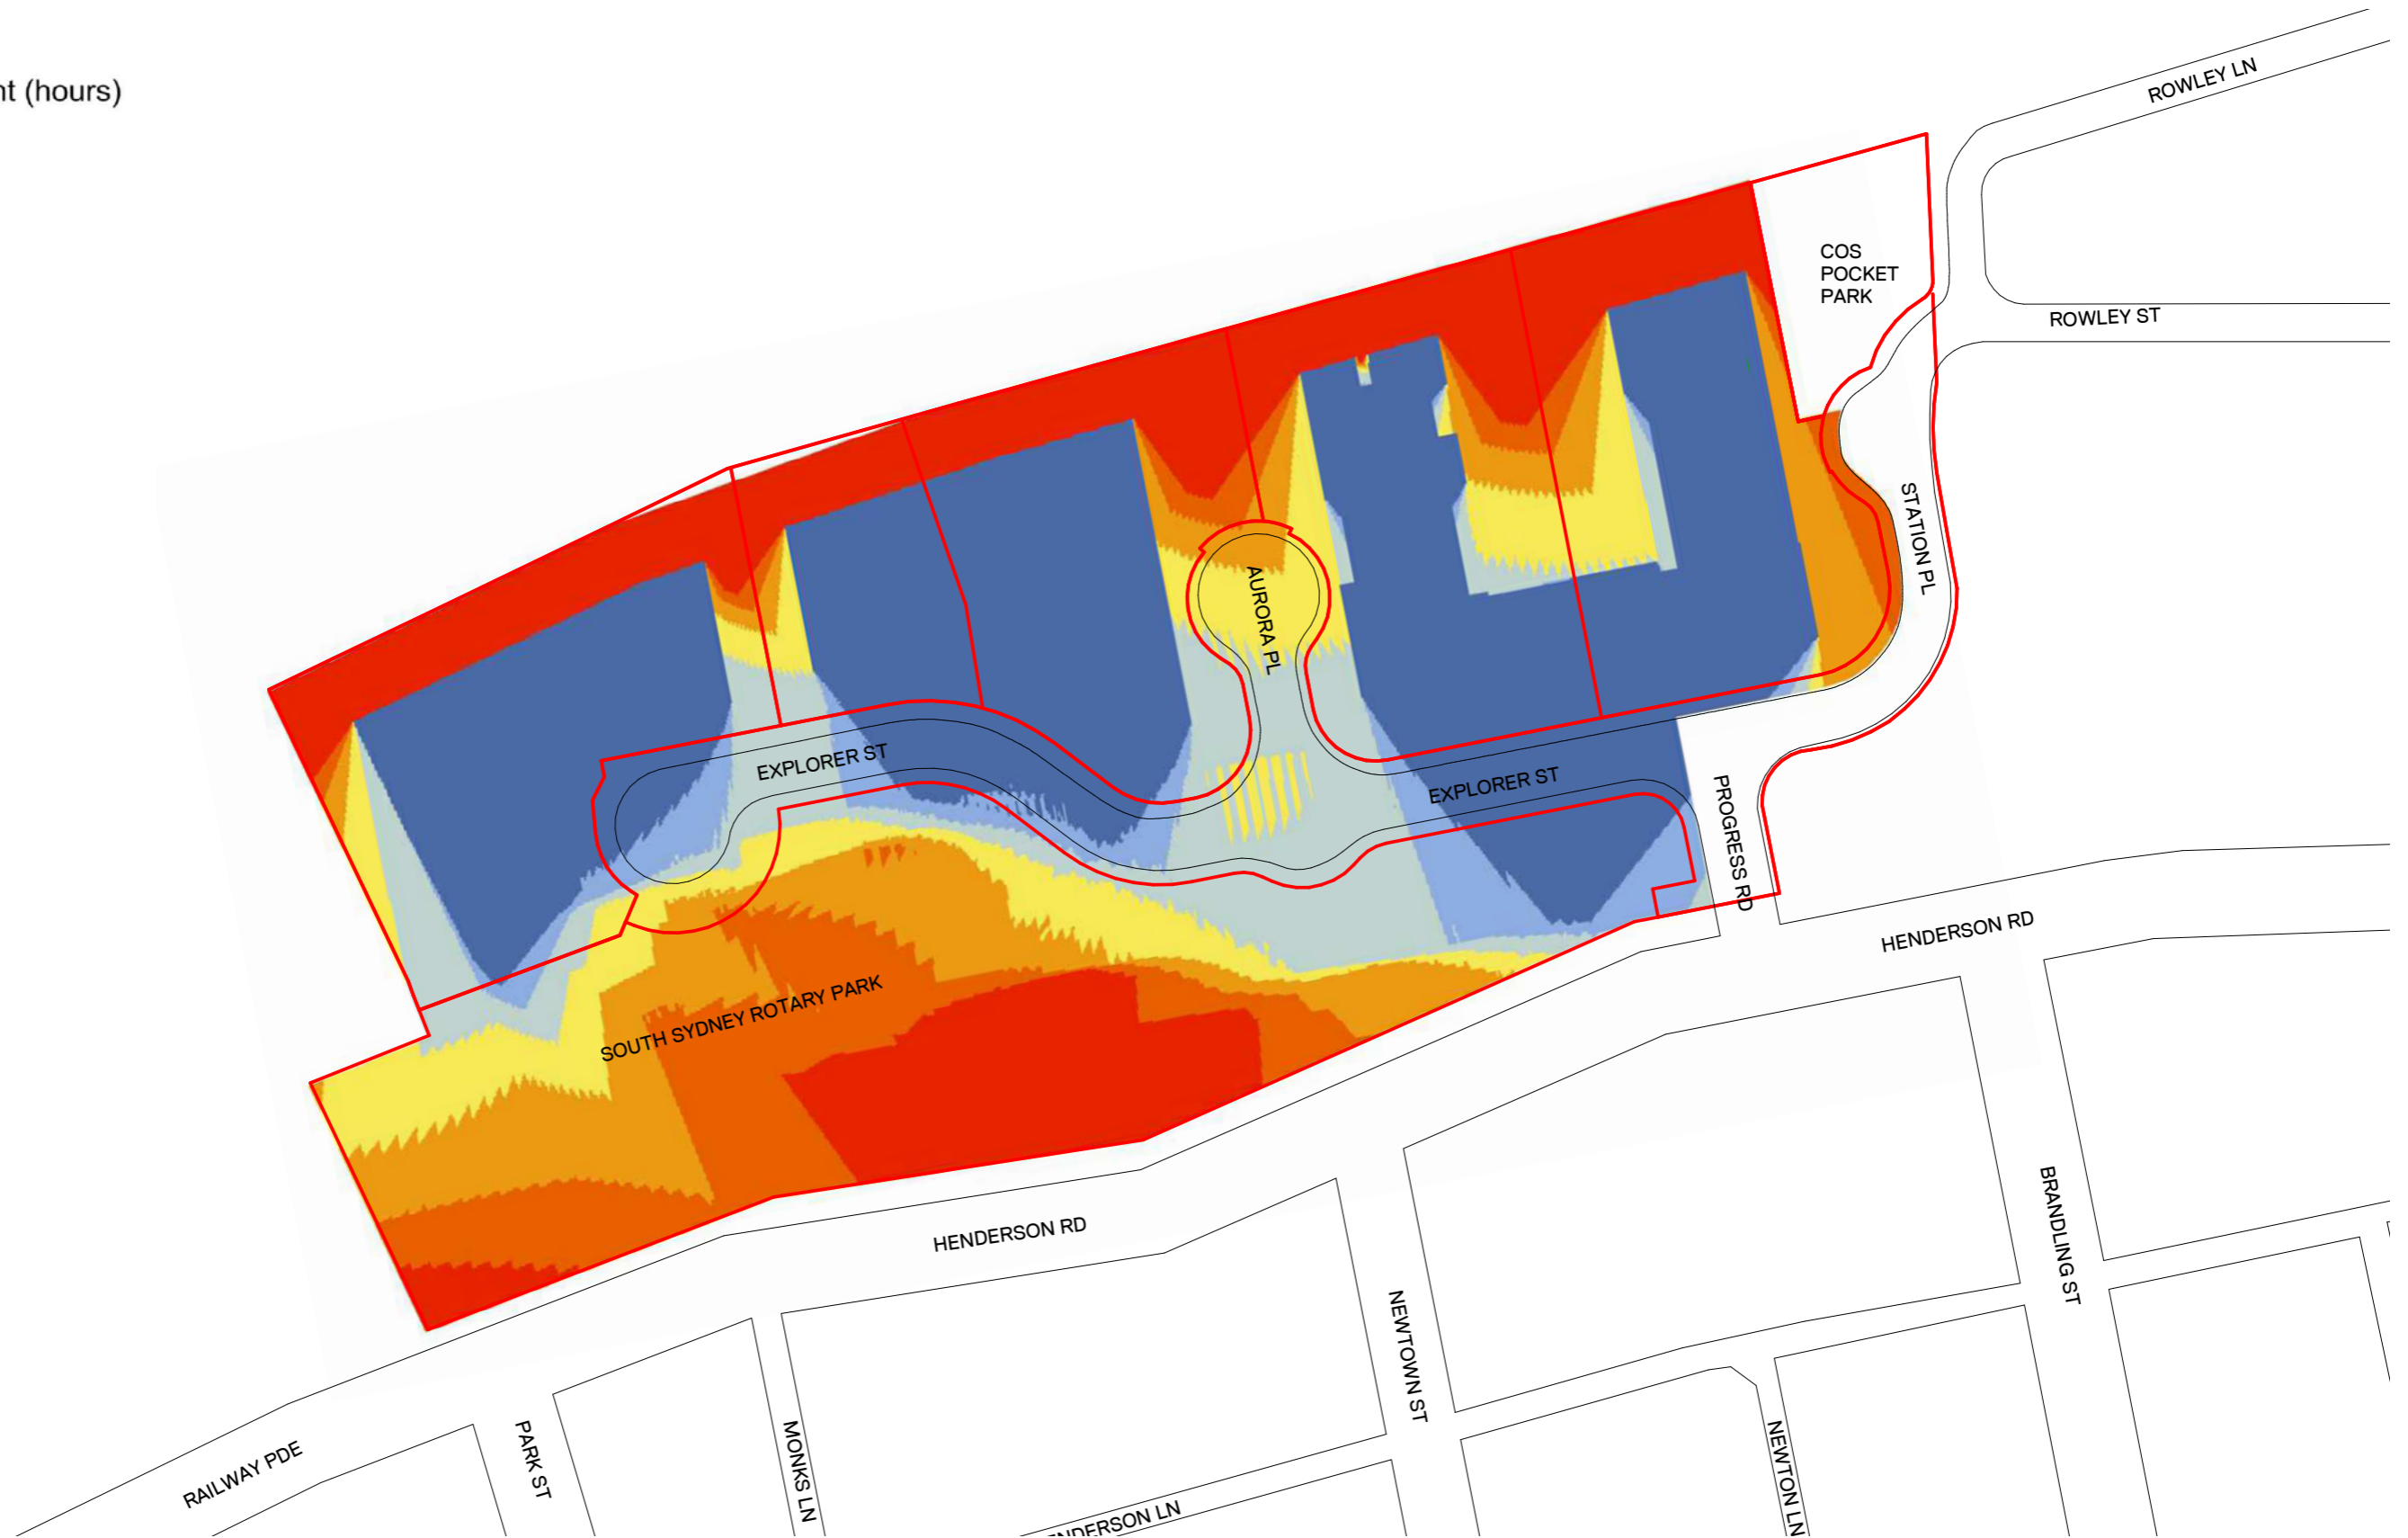 (hours)
ROWLEY LN
COS
POCKET
PARK
ROWLEY ST
STATION PL
AURORA PL
EXPLORER ST
EXPLORER ST
PROGRESS RD
HENDERSON RD
SOUTH SYDNEY ROTARY PARK
HENDERSON RD
BRANDLING ST
NEWTOWN ST
RAILWAY PDE
PARK ST
MONKS LN
NEWTON LN
LN